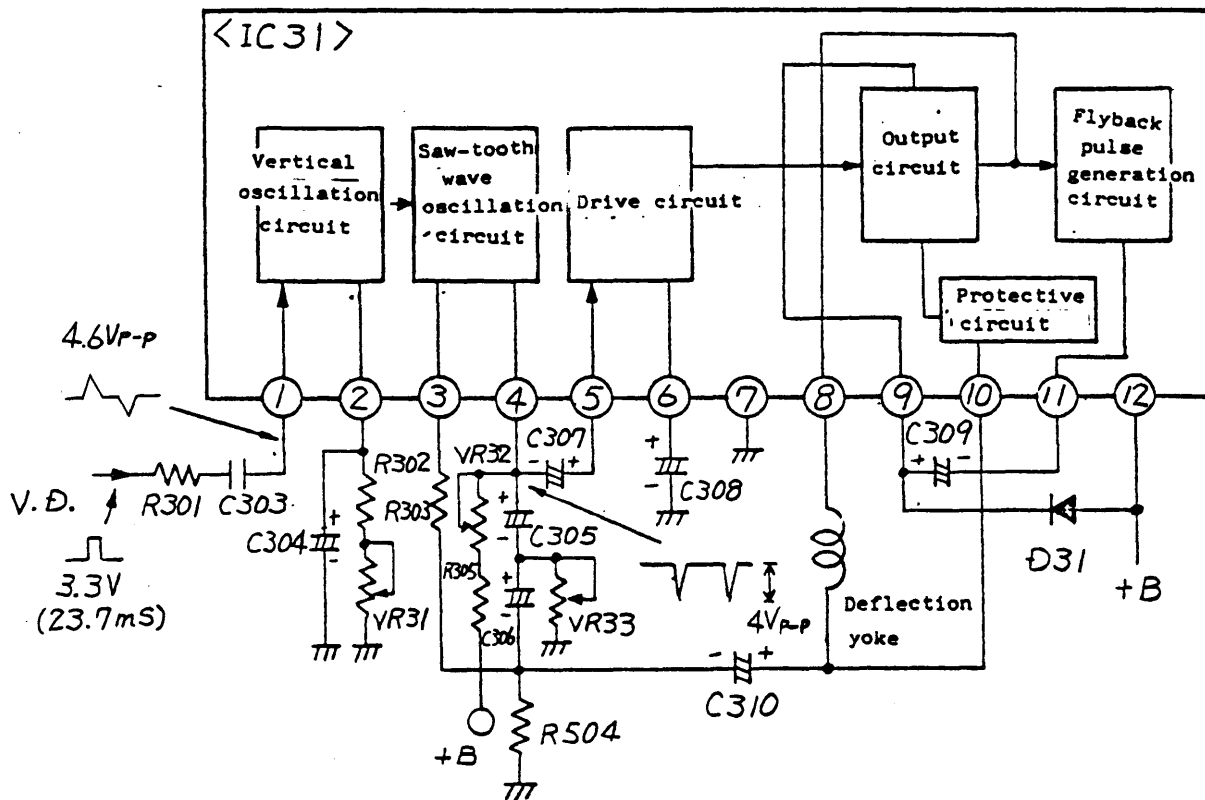 <IC31>
Vertical
oscillation
circuit
Saw-tooth
wave
oscillation
circuit
Drive circuit
Output
circuit
Flyback
pulse
generation
circuit
Protective
circuit
4.6VP-P
1
2
3
4
5
6
7
8
9
10
11
12
V.D.
R301
C303
3.3V
(23.7mS)
C304
R302
VR31
R303
VR32
C307
R305
C305
C306
VR33
+B
R504
C308
4VP-P
C310
Deflection
yoke
C309
D31
+B